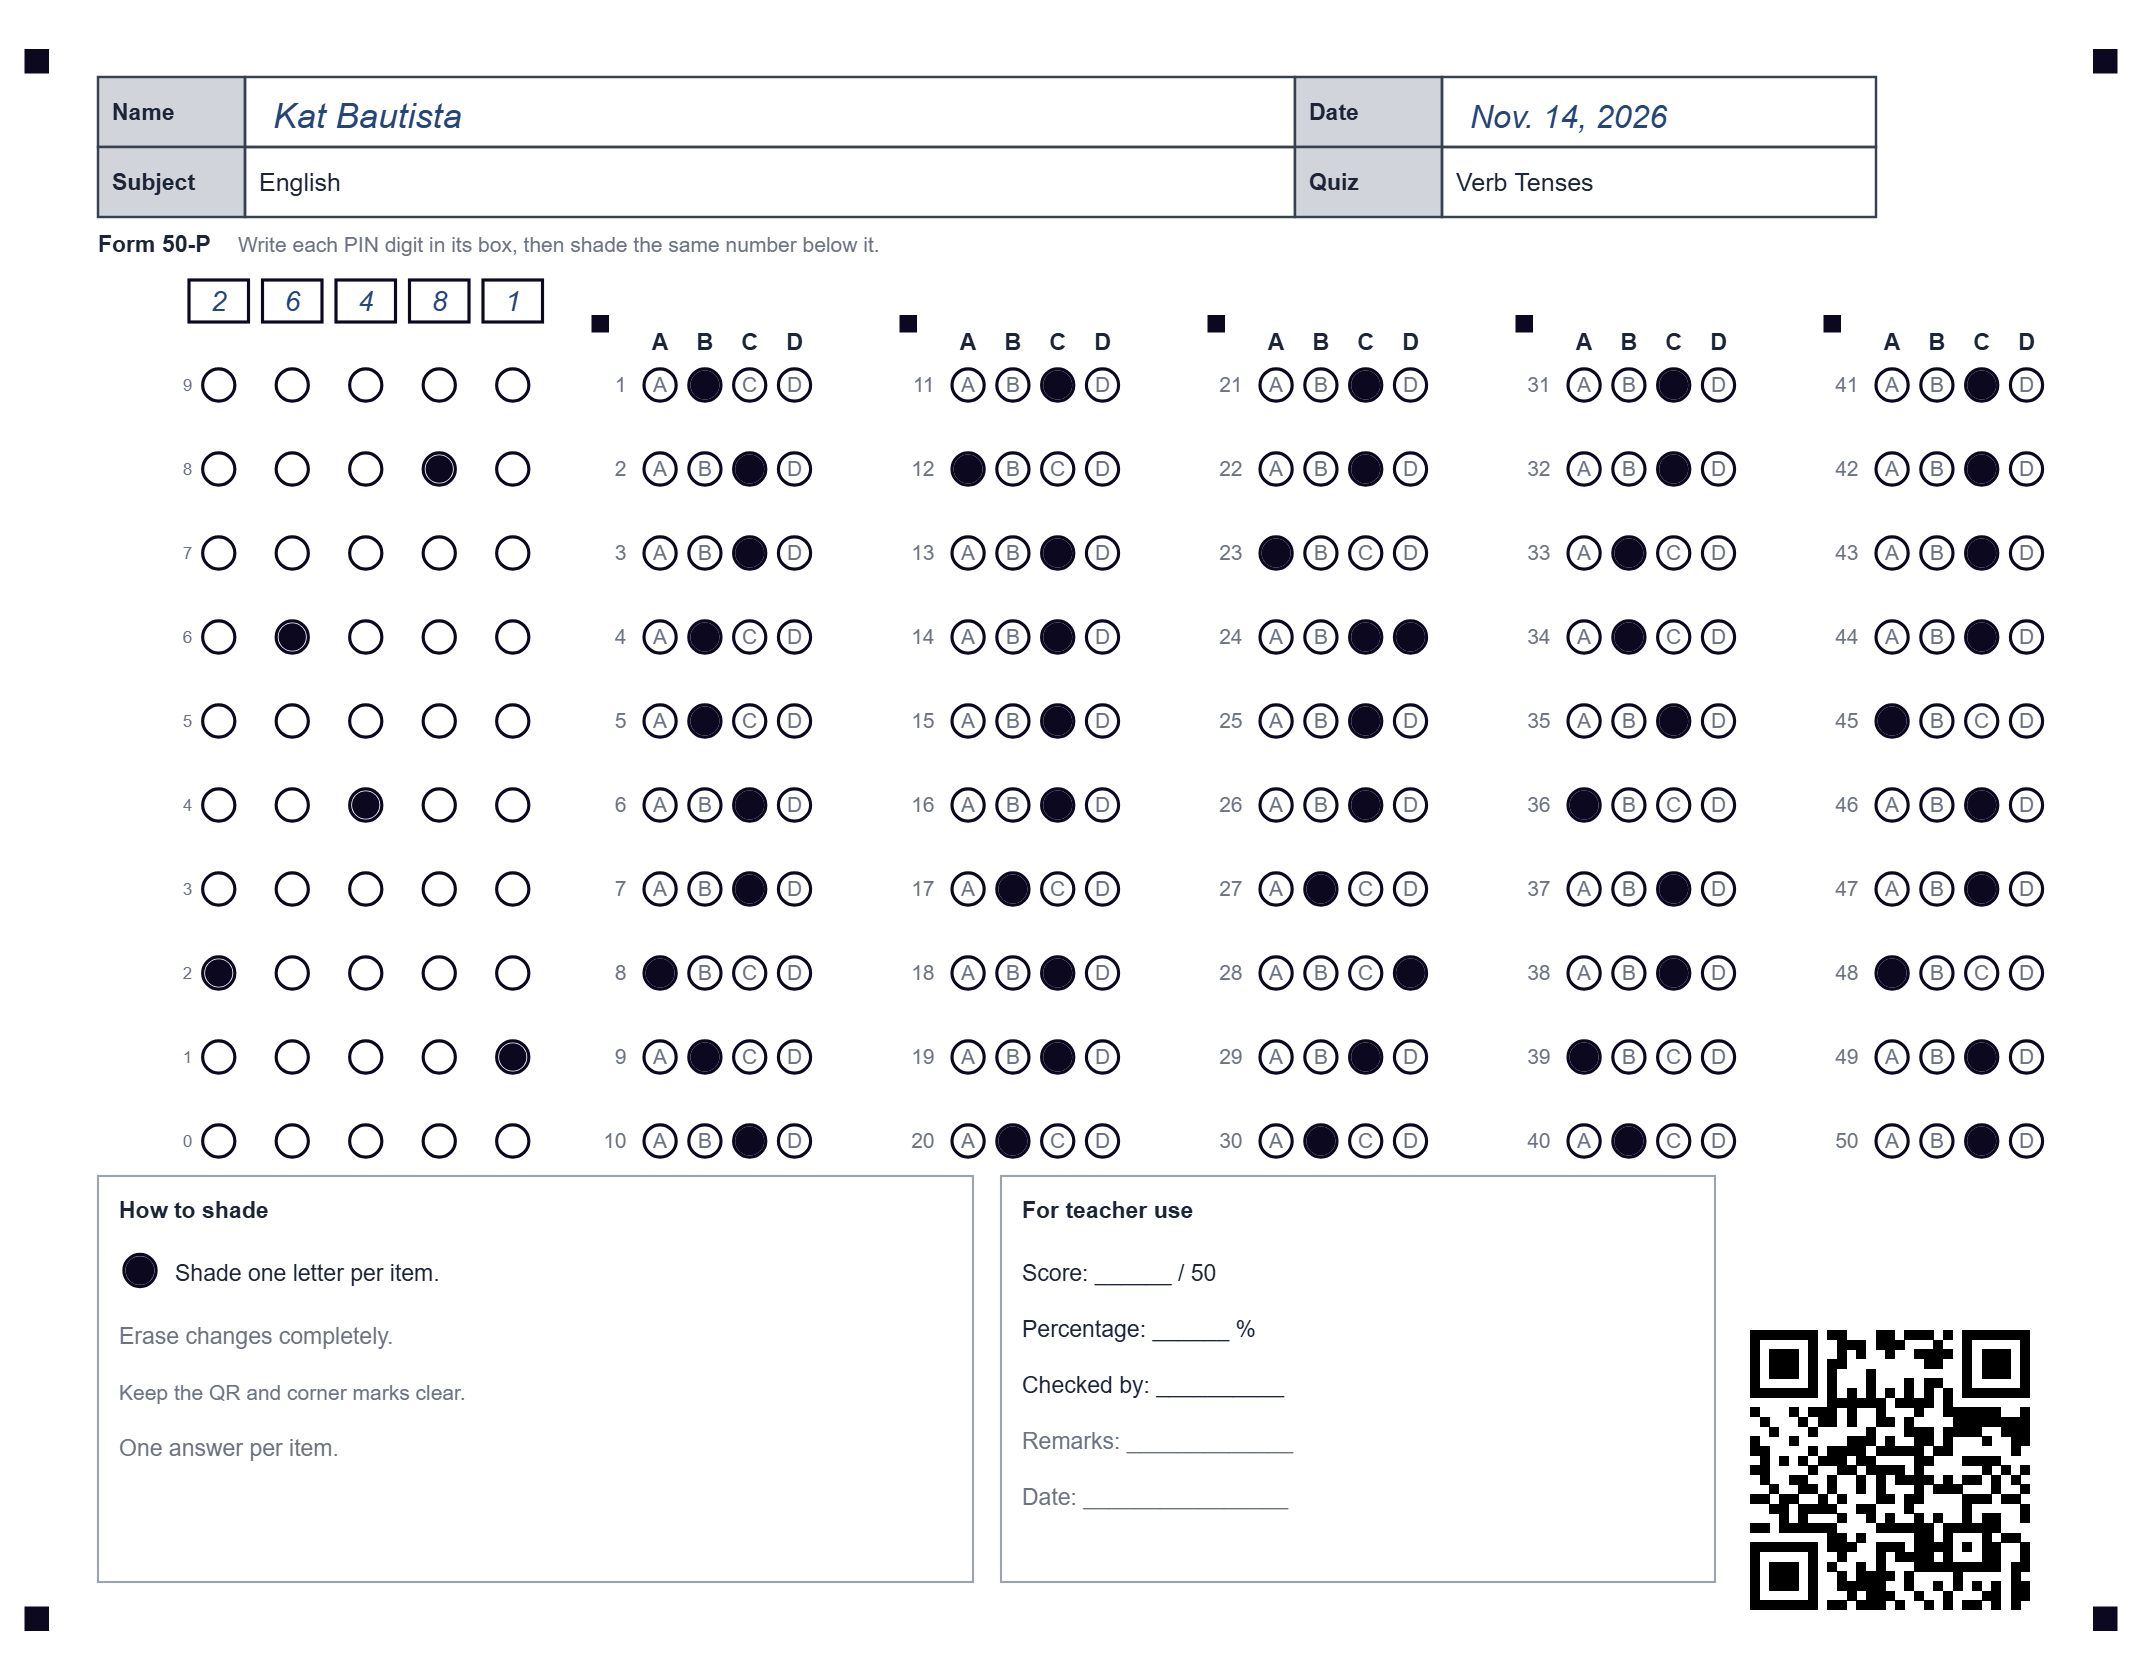 Name Kat Bautista Date Nov. 14, 2026
Subject English Quiz Verb Tenses
Form 50-P Write each PIN digit in its box, then shade the same number below it.
2 6 4 8 1
A B C D A B C D A B C D A B C D A B C D
9 1 A C D 11 A B D 21 A B D 31 A B D 41 A B D
8 2 A B D 12 B C D 22 A B D 32 A B D 42 A B D
7 3 A B D 13 A B D 23 B C D 33 A C D 43 A B D
6 4 A C D 14 A B D 24 A B 34 A C D 44 A B D
5 5 A C D 15 A B D 25 A B D 35 A B D 45 B C D
4 6 A B D 16 A B D 26 A B D 36 B C D 46 A B D
3 7 A B D 17 A C D 27 A C D 37 A B D 47 A B D
2 8 B C D 18 A B D 28 A B C 38 A B D 48 B C D
1 9 A C D 19 A B D 29 A B D 39 B C D 49 A B D
0 10 A B D 20 A C D 30 A C D 40 A C D 50 A B D
How to shade
Shade one letter per item.
Erase changes completely.
Keep the QR and corner marks clear.
One answer per item.
For teacher use
Score: ______ / 50
Percentage: ______ %
Checked by: __________
Remarks: _____________
Date: ________________